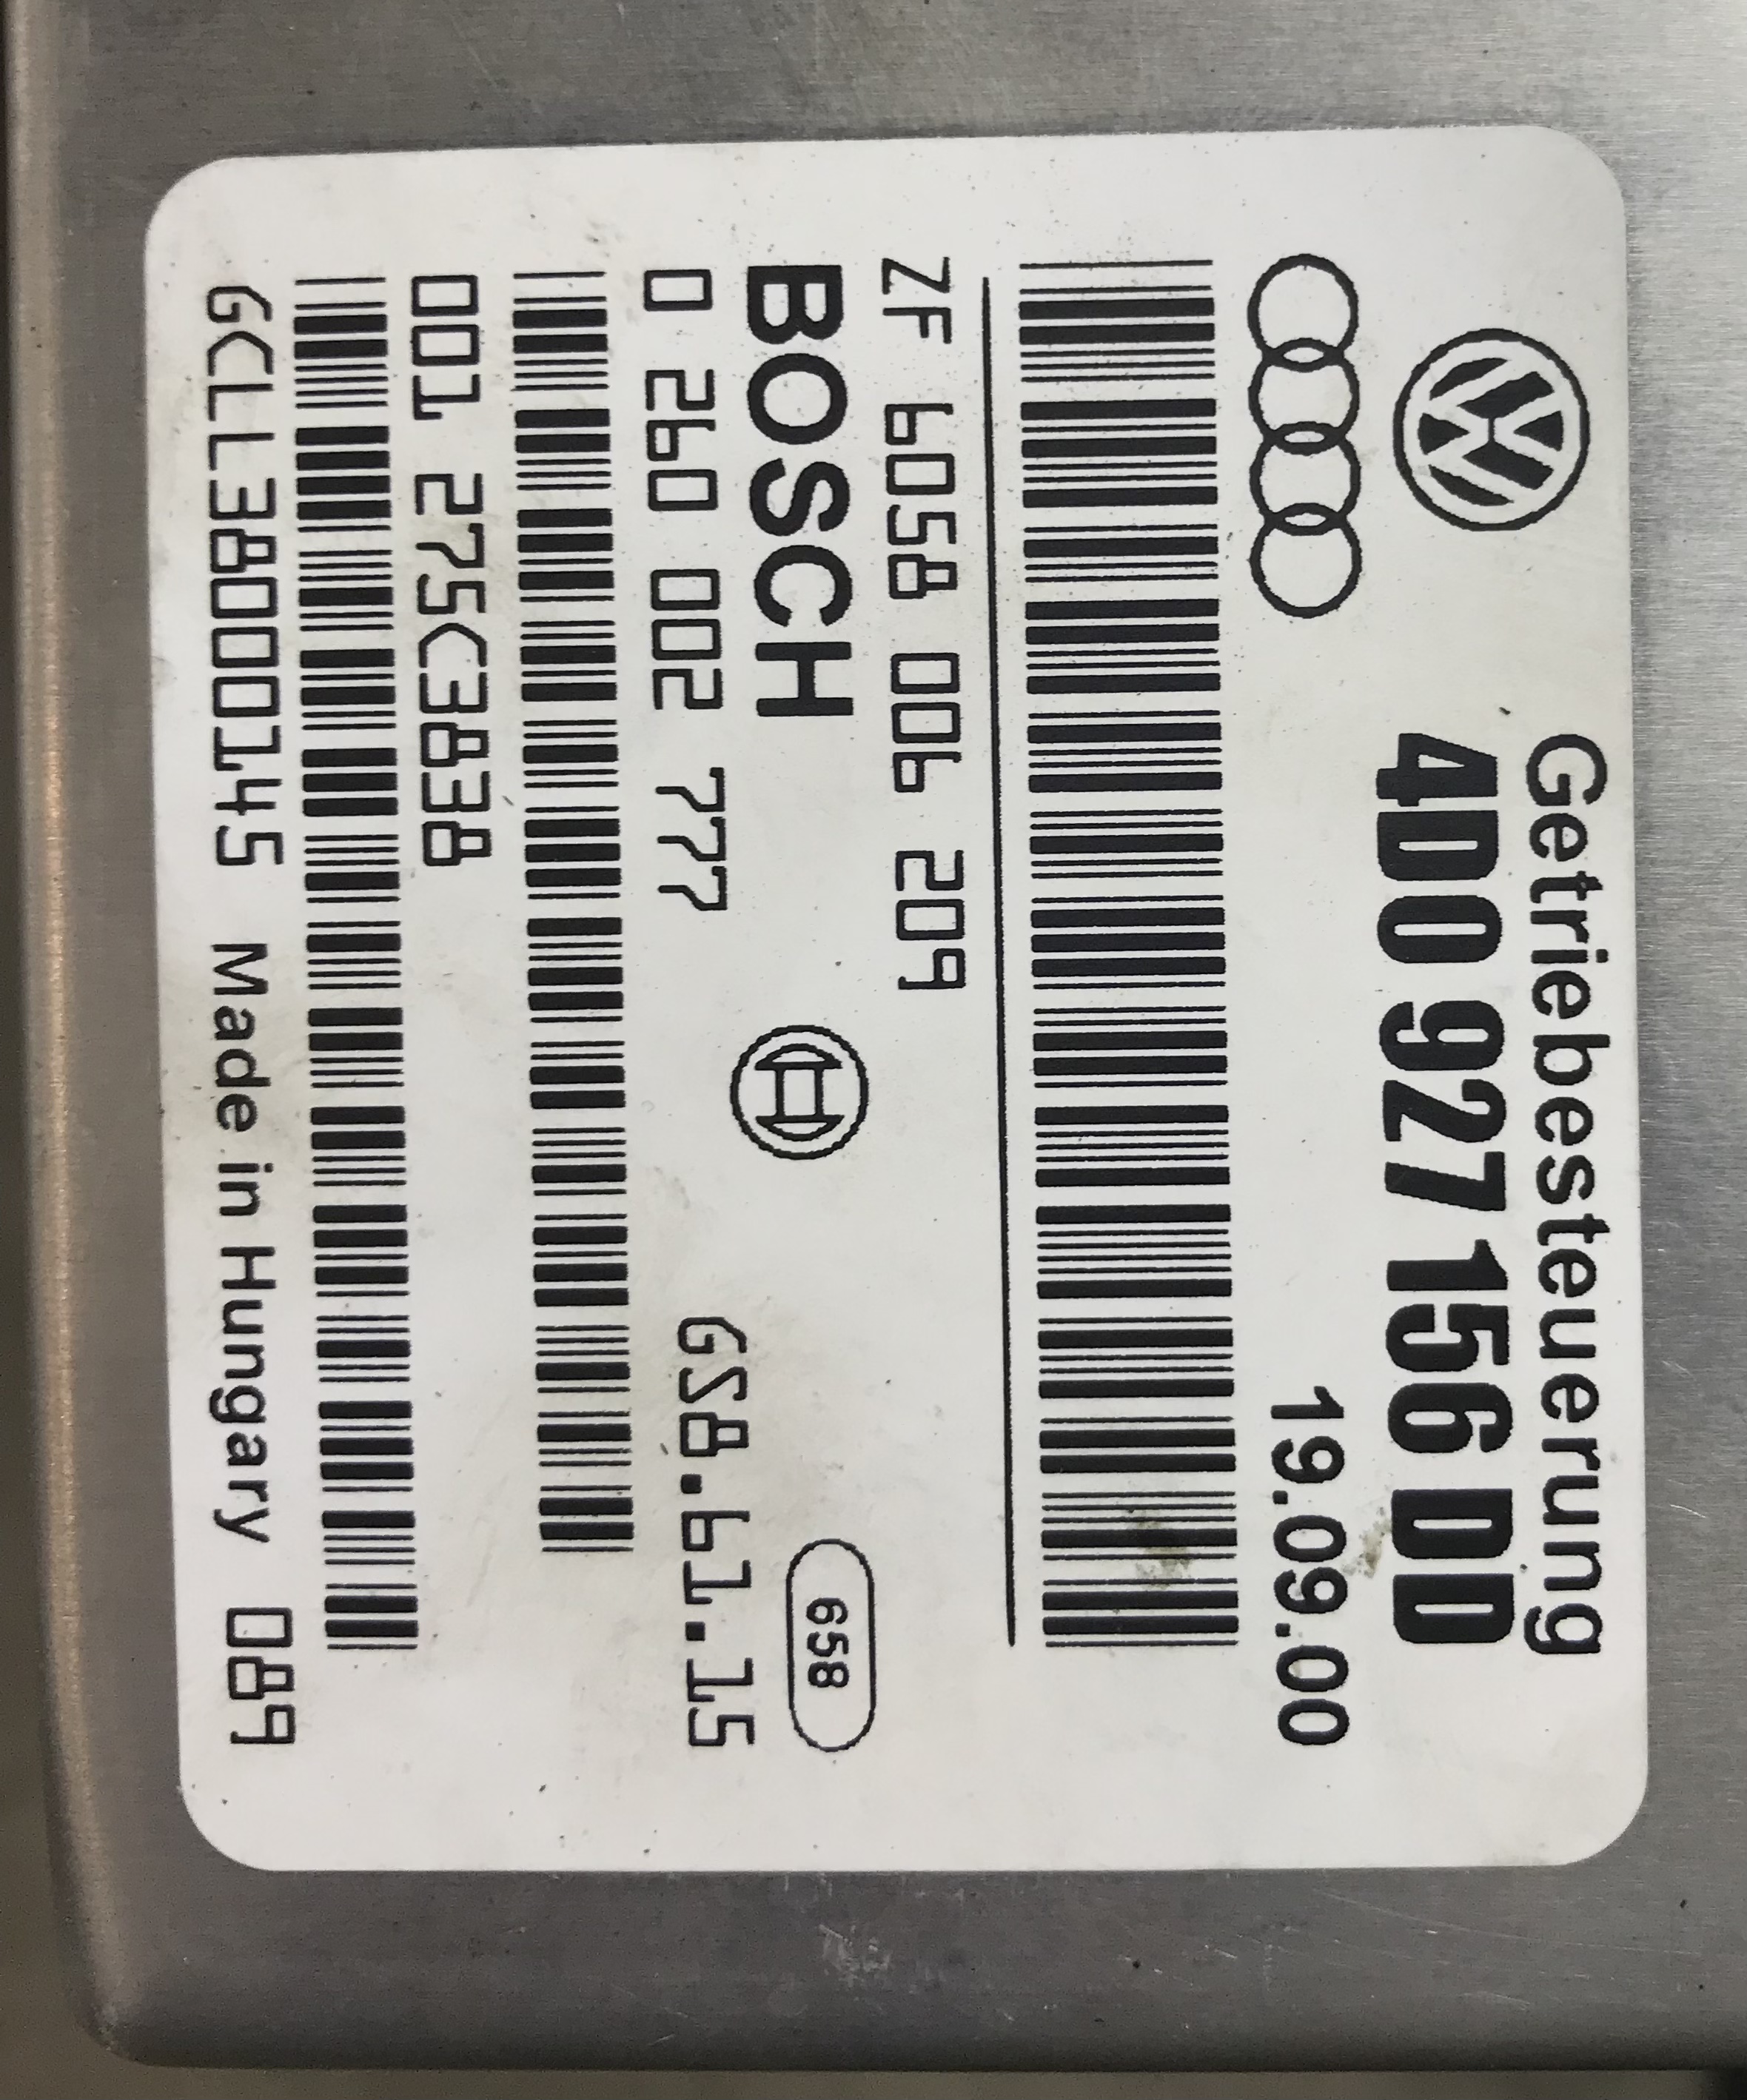 Getriebesteuerung
4D0 927 156 DD
19.09.00
ZF 6058 006 209
BOSCH
658
0 260 002 777
GS8.61.15
001 275C3838
GCLL3800145 Made in Hungary 089